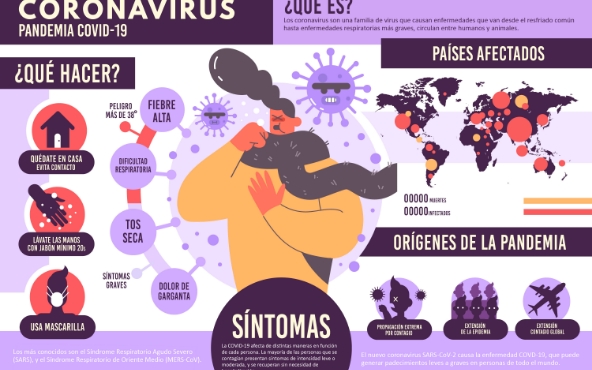 CORONAVIRUS
PANDEMIA COVID-19
¿QUÉ ES?
Los coronavirus son una familia de virus que causan enfermedades que van desde el resfriado común
hasta enfermedades respiratorias más graves, circulan entre humanos y animales.
¿QUÉ HACER?
QUÉDATE EN CASA
EVITA CONTACTO
LÁVATE LAS MANOS
CON JABÓN MINIMO 20s
USA MASCARILLA
PELIGRO
MÁS DE 38°
FIEBRE
ALTA
DIFICULTAD
RESPIRATORIA
TOS
SECA
SÍNTOMAS
GRAVES
DOLOR DE
GARGANTA
PAÍSES AFECTADOS
00000 MUERTES
00000 INFECTADOS
ORÍGENES DE LA PANDEMIA
PROPAGACIÓN EXTREMA
POR CONTAGIO
EXTENSIÓN
DE LA EPIDEMIA
EXTENSIÓN
CONTAGIO GLOBAL
SÍNTOMAS
La COVID-19 afecta de distintas maneras en función
de cada persona. La mayoría de las personas que se
contagian presentan síntomas de intensidad leve o
moderada, y se recuperan sin necesidad de
Los más conocidos son el Síndrome Respiratorio Agudo Severo
(SARS), y el Síndrome Respiratorio de Oriente Medio (MERS-CoV).
El nuevo coronavirus SARS-CoV 2 causa la enfermedad COVID-19, que puede
generar padecimientos leves a graves en personas de todo el mundo.